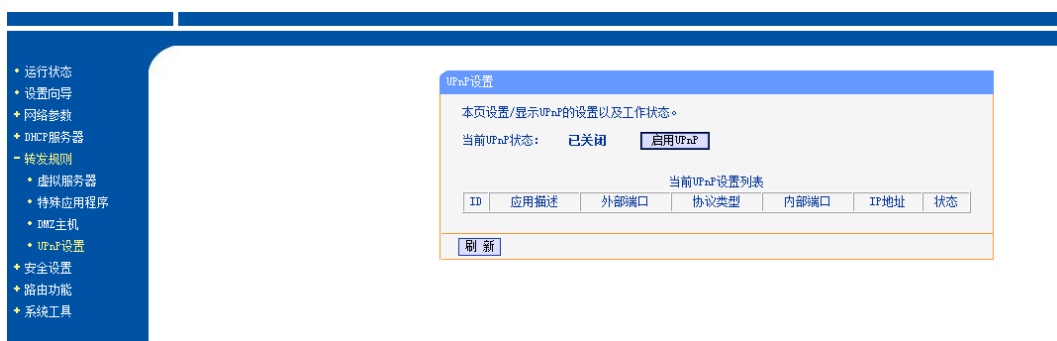 运行状态
设置向导
网络参数
DHCP服务器
转发规则
虚拟服务器
特殊应用程序
DMZ主机
UPnP设置
安全设置
路由功能
系统工具
UPnP设置
本页设置/显示UPnP的设置以及工作状态。
当前UPnP状态： 已关闭 启用UPnP
当前UPnP设置列表
ID 应用描述 外部端口 协议类型 内部端口 IP地址 状态
刷 新